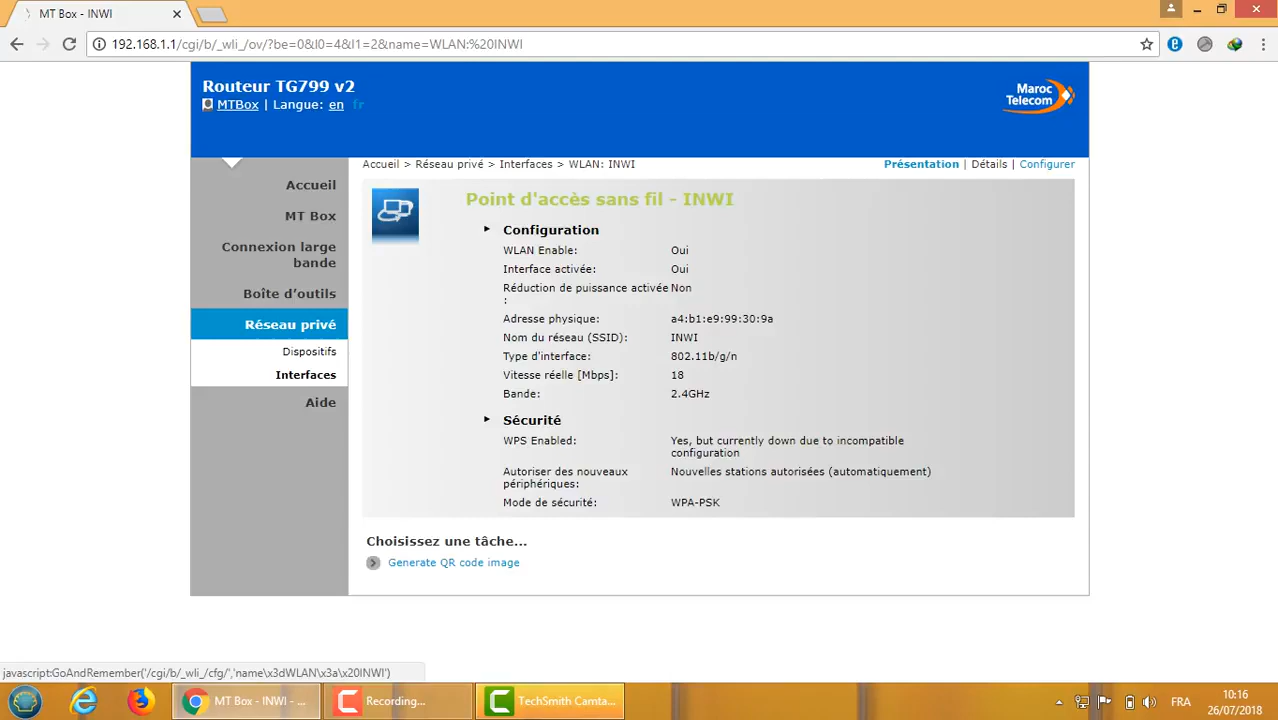 MT Box - INWI
192.168.1.1/cgi/b/_wli_/ov/?be=0&l0=4&l1=2&name=WLAN:%20INWI
Routeur TG799 v2
MTBox | Langue: en fr
Maroc
Telecom
Accueil > Réseau privé > Interfaces > WLAN: INWI
Présentation | Détails | Configurer
Accueil
MT Box
Connexion large
bande
Boîte d’outils
Réseau privé
Dispositifs
Interfaces
Aide
Point d'accès sans fil - INWI
Configuration
WLAN Enable: Oui
Interface activée: Oui
Réduction de puissance activée Non
:
Adresse physique: a4:b1:e9:99:30:9a
Nom du réseau (SSID): INWI
Type d'interface: 802.11b/g/n
Vitesse réelle [Mbps]: 18
Bande: 2.4GHz
Sécurité
WPS Enabled: Yes, but currently down due to incompatible
configuration
Autoriser des nouveaux Nouvelles stations autorisées (automatiquement)
périphériques:
Mode de sécurité: WPA-PSK
Choisissez une tâche...
Generate QR code image
javascript:GoAndRemember('/cgi/b/_wli_/cfg/','name\x3dWLAN\x3a\x20INWI')
MT Box - INWI - ...
Recording...
TechSmith Camta...
FRA
10:16
26/07/2018